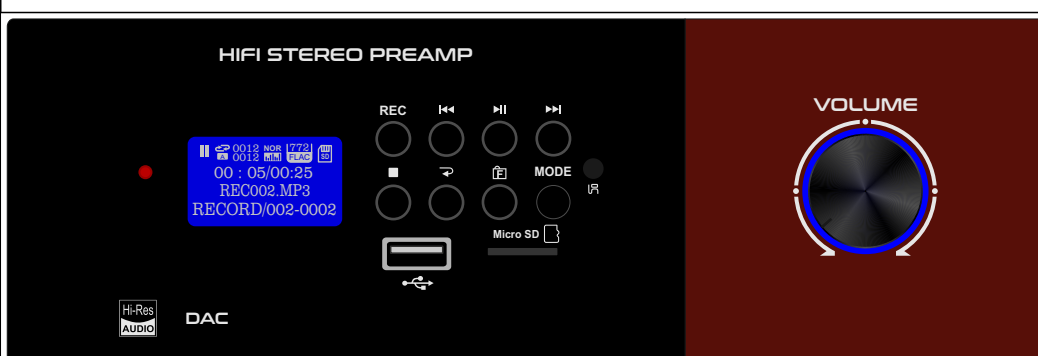 HIFI STEREO PREAMP
VOLUME
REC
0012 NOR 772
A 0012 FLAC SD
00 : 05/00:25
REC002.MP3
RECORD/002-0002
MODE
IR
Micro SD
Hi-Res
AUDIO
DAC